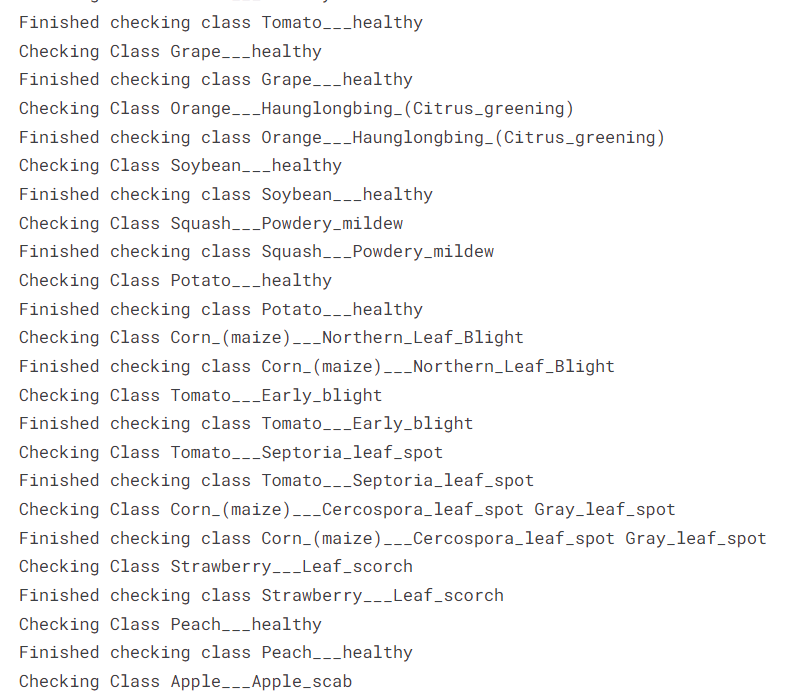 Finished checking class Tomato___healthy
Checking Class Grape___healthy
Finished checking class Grape___healthy
Checking Class Orange___Haunglongbing_(Citrus_greening)
Finished checking class Orange___Haunglongbing_(Citrus_greening)
Checking Class Soybean___healthy
Finished checking class Soybean___healthy
Checking Class Squash___Powdery_mildew
Finished checking class Squash___Powdery_mildew
Checking Class Potato___healthy
Finished checking class Potato___healthy
Checking Class Corn_(maize)___Northern_Leaf_Blight
Finished checking class Corn_(maize)___Northern_Leaf_Blight
Checking Class Tomato___Early_blight
Finished checking class Tomato___Early_blight
Checking Class Tomato___Septoria_leaf_spot
Finished checking class Tomato___Septoria_leaf_spot
Checking Class Corn_(maize)___Cercospora_leaf_spot Gray_leaf_spot
Finished checking class Corn_(maize)___Cercospora_leaf_spot Gray_leaf_spot
Checking Class Strawberry___Leaf_scorch
Finished checking class Strawberry___Leaf_scorch
Checking Class Peach___healthy
Finished checking class Peach___healthy
Checking Class Apple___Apple_scab